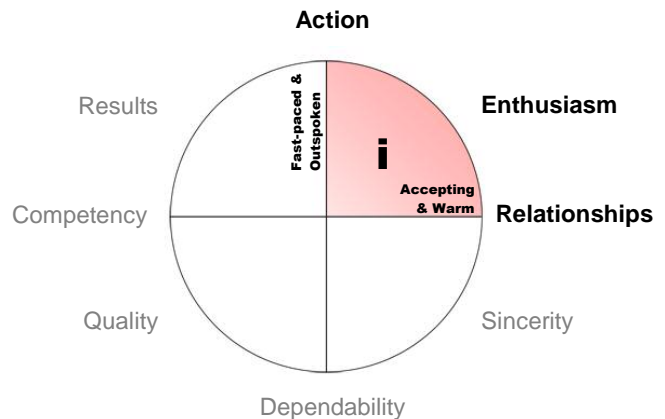 Action
Results
Fast-paced &
Outspoken
Enthusiasm
i
Accepting
& Warm
Competency
Relationships
Quality
Sincerity
Dependability